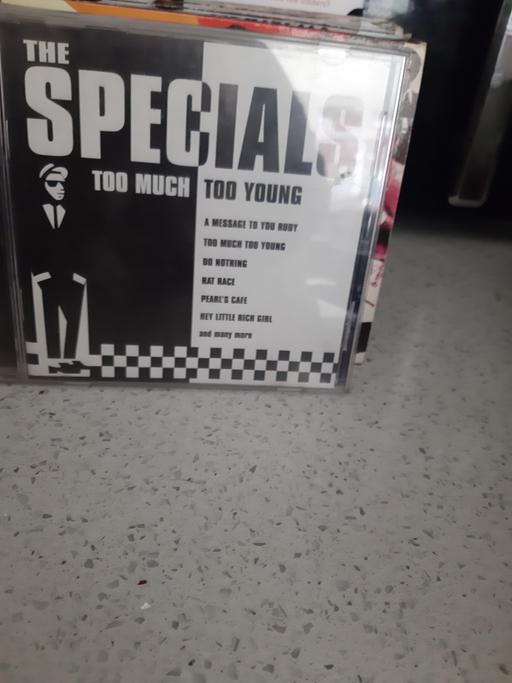 THE
SPECIALS
TOO MUCH TOO YOUNG
A MESSAGE TO YOU RUDY
TOO MUCH TOO YOUNG
DO NOTHING
RAT RACE
PEARL'S CAFE
HEY LITTLE RICH GIRL
and many more